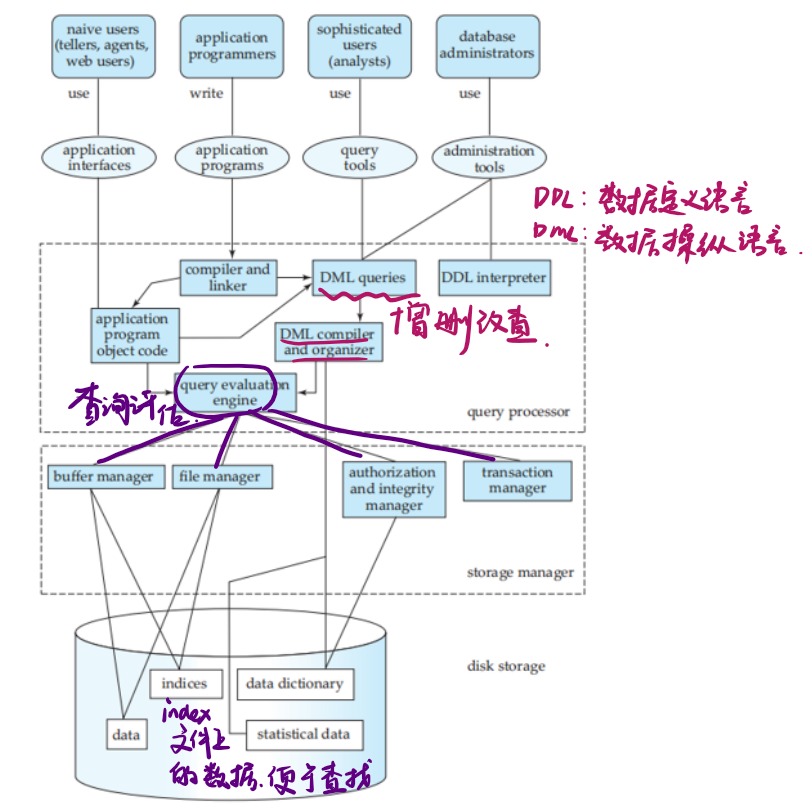 naive users
(tellers, agents,
web users)
application
programmers
sophisticated
users
(analysts)
database
administrators
use
write
use
use
application
interfaces
application
programs
query
tools
administration
tools
DDL：数据定义语言
Dml：数据操纵语言.
compiler and
linker
DML queries
DDL interpreter
application
program
object code
增删改查.
DML compiler
and organizer
query evaluation
engine
查询评估.
query processor
buffer manager
file manager
authorization
and integrity
manager
transaction
manager
storage manager
disk storage
indices
data dictionary
index
data
statistical data
文件上
的数据.便于查找